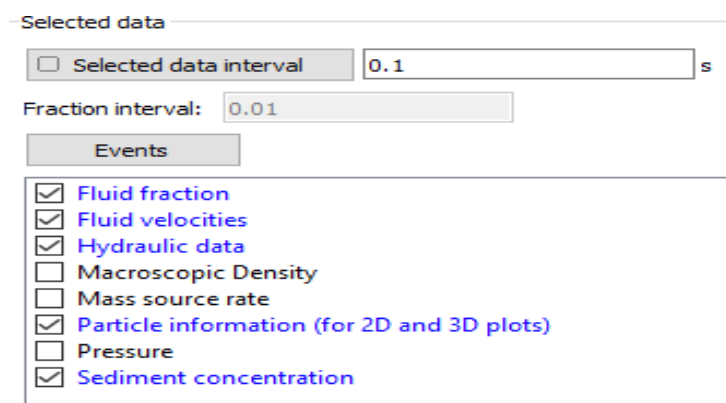 Selected data
Selected data interval 0.1 s
Fraction interval: 0.01
Events
Fluid fraction
Fluid velocities
Hydraulic data
Macroscopic Density
Mass source rate
Particle information (for 2D and 3D plots)
Pressure
Sediment concentration